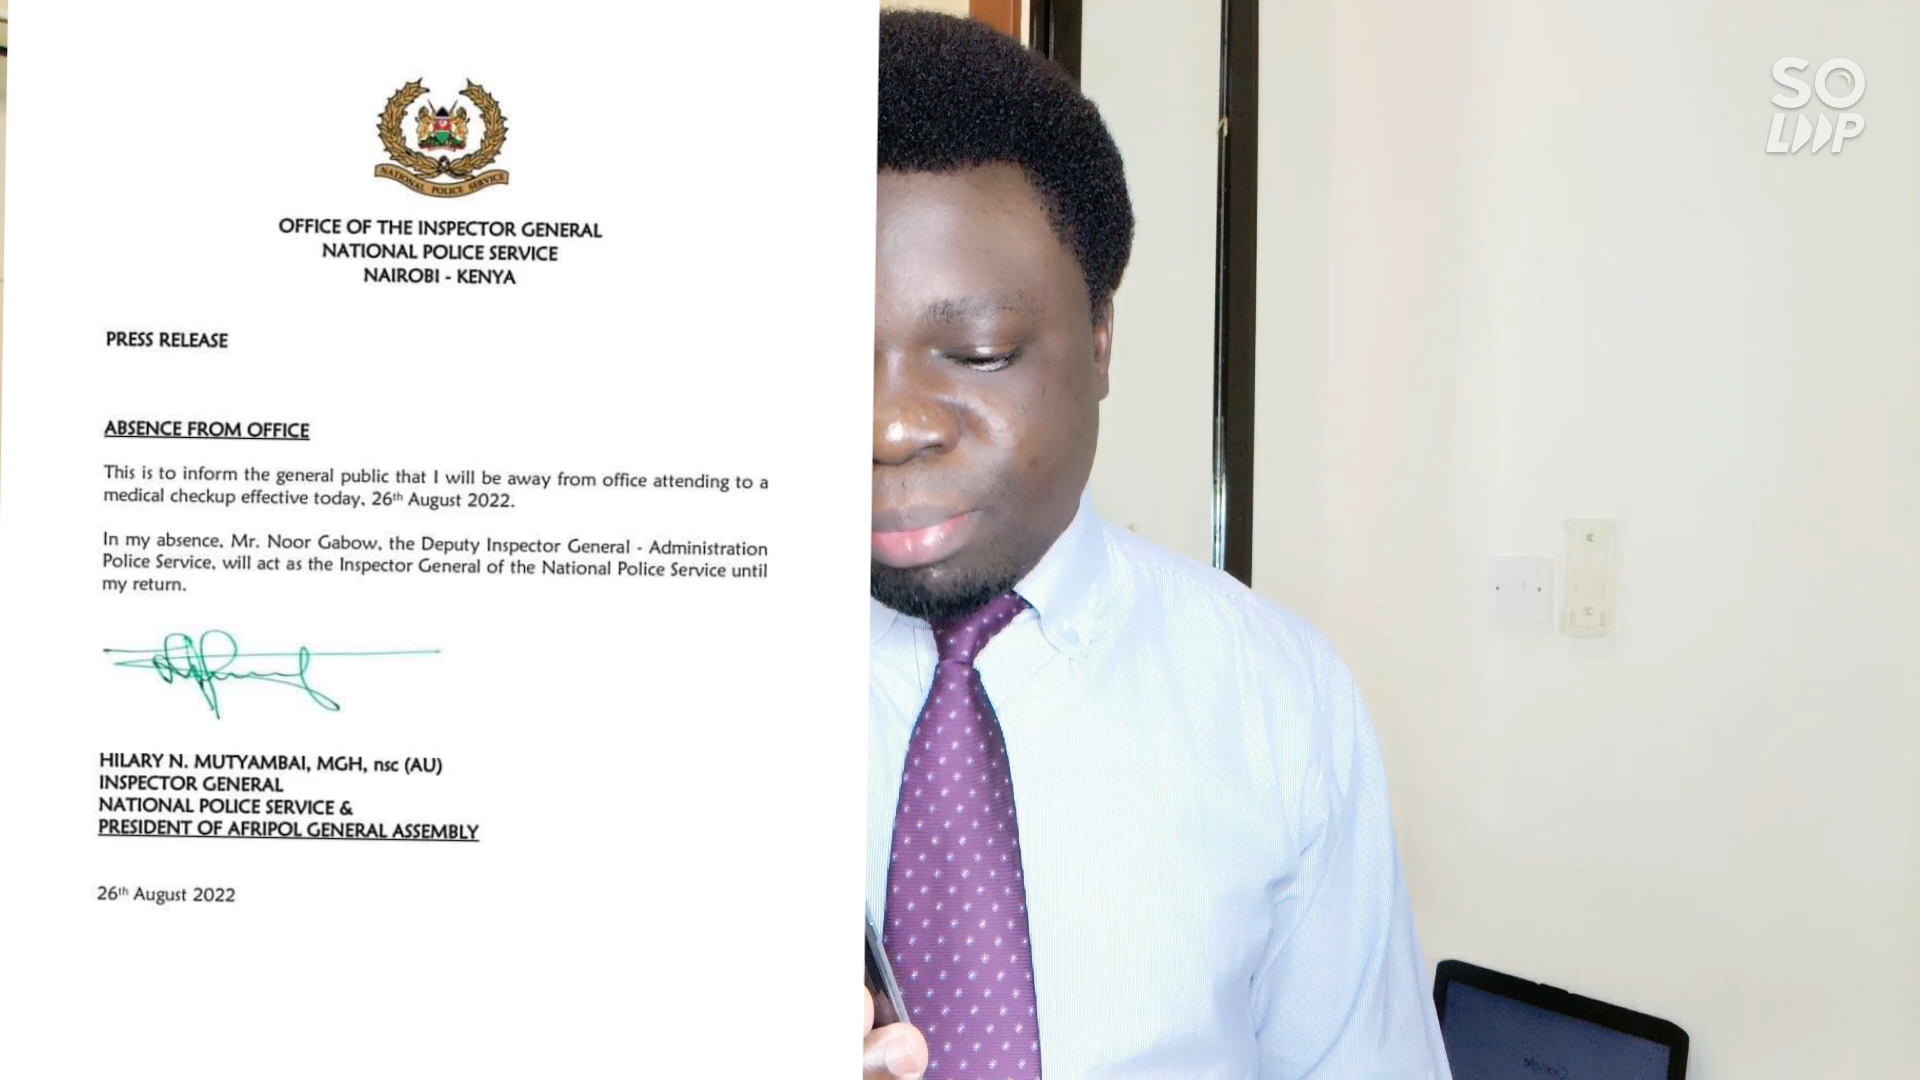 NATIONAL POLICE SERVICE
OFFICE OF THE INSPECTOR GENERAL
NATIONAL POLICE SERVICE
NAIROBI - KENYA
PRESS RELEASE
ABSENCE FROM OFFICE
This is to inform the general public that I will be away from office attending to a
medical checkup effective today, 26th August 2022.
In my absence, Mr. Noor Gabow, the Deputy Inspector General - Administration
Police Service, will act as the Inspector General of the National Police Service until
my return.
HILARY N. MUTYAMBAI, MGH, nsc (AU)
INSPECTOR GENERAL
NATIONAL POLICE SERVICE &
PRESIDENT OF AFRIPOL GENERAL ASSEMBLY
26th August 2022
SO
LOOP